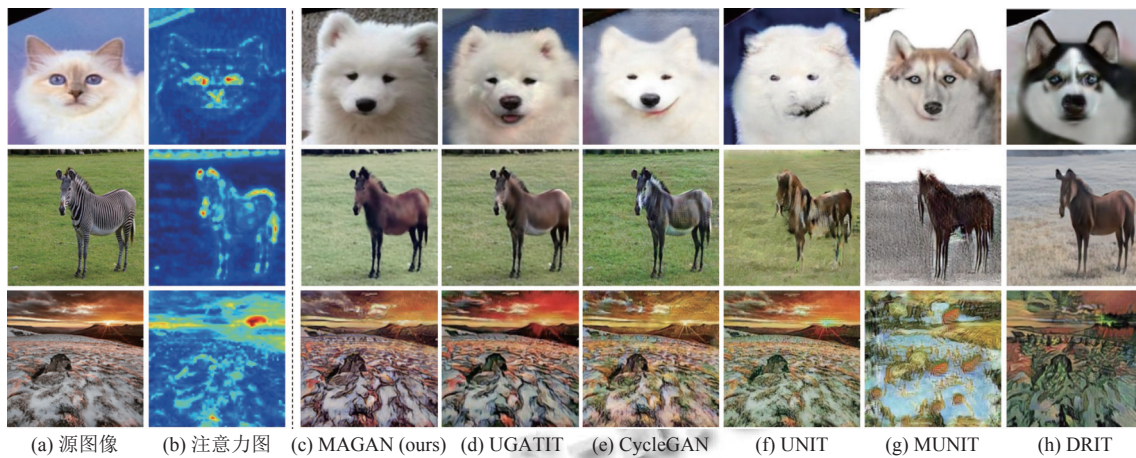 (a) 源图像 (b) 注意力图 (c) MAGAN (ours) (d) UGATIT (e) CycleGAN (f) UNIT (g) MUNIT (h) DRIT